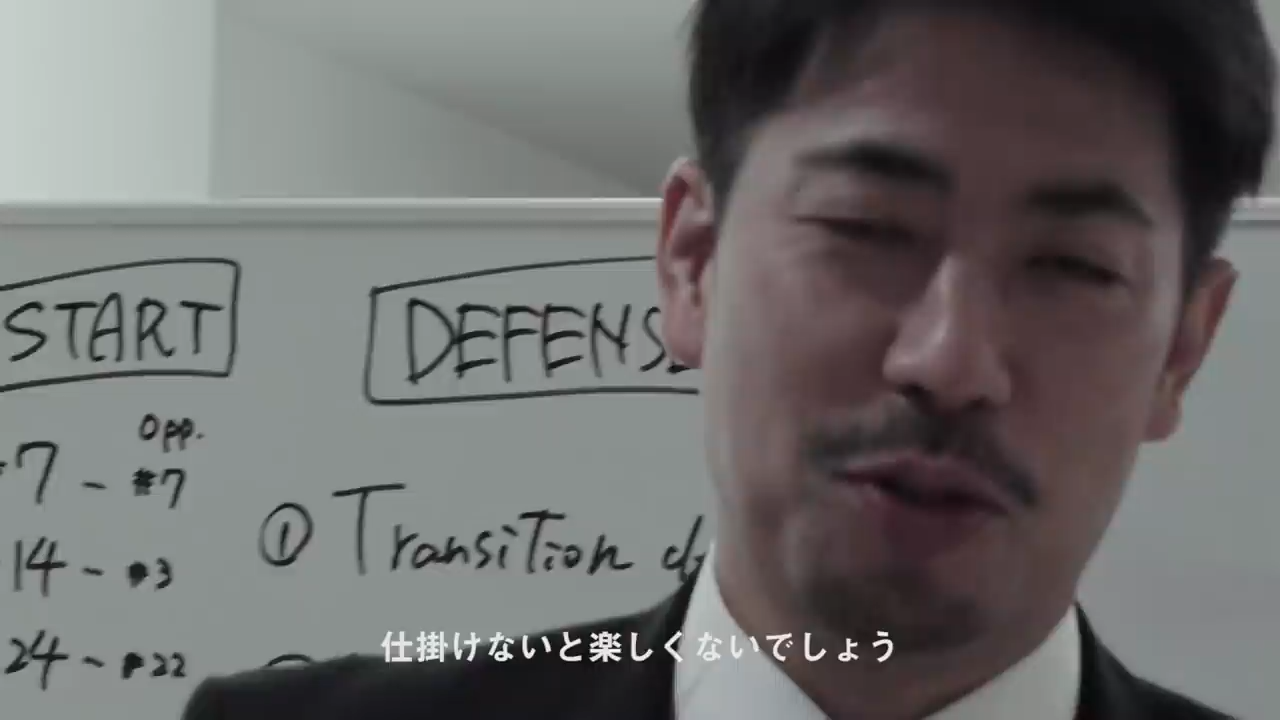 START
DEFENS
Opp.
#7 - #7
① Transition
14 - #3
24 - #22
仕掛けないと楽しくないでしょう